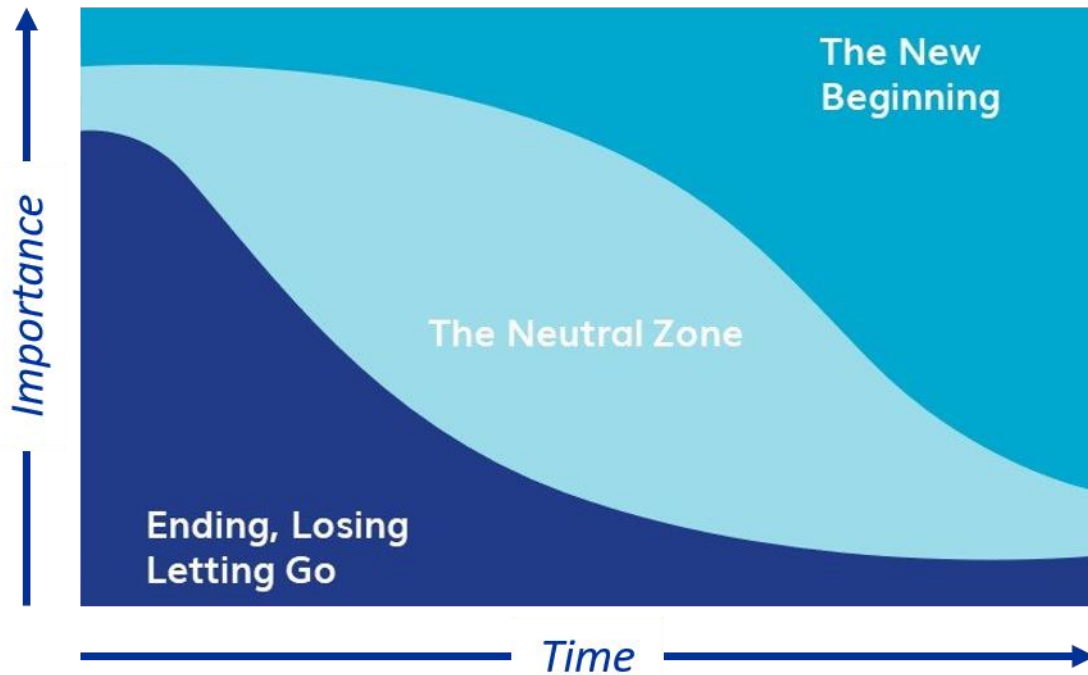 The New
Beginning
Importance
The Neutral Zone
Ending, Losing
Letting Go
Time